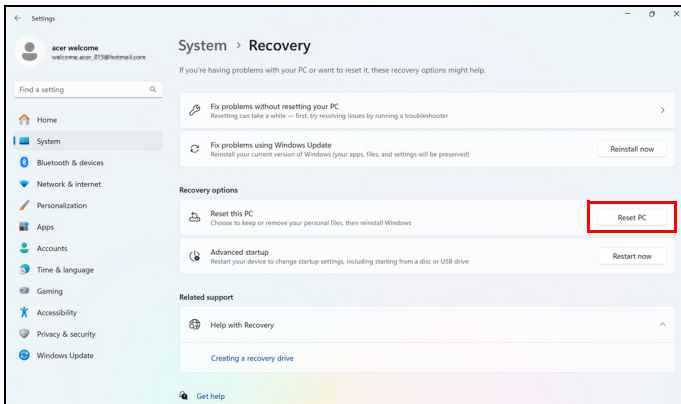 Settings
acer welcome
welcome.acer_815@hotmail.com
Find a setting
Home
System
Bluetooth & devices
Network & internet
Personalization
Apps
Accounts
Time & language
Gaming
Accessibility
Privacy & security
Windows Update
System > Recovery
If you're having problems with your PC or want to reset it, these recovery options might help.
Fix problems without resetting your PC
Resetting can take a while — first, try resolving issues by running a troubleshooter
Fix problems using Windows Update
Reinstall your current version of Windows (your apps, files, and settings will be preserved)
Reinstall now
Recovery options
Reset this PC
Choose to keep or remove your personal files, then reinstall Windows
Reset PC
Advanced startup
Restart your device to change startup settings, including starting from a disc or USB drive
Restart now
Related support
Help with Recovery
Creating a recovery drive
Get help